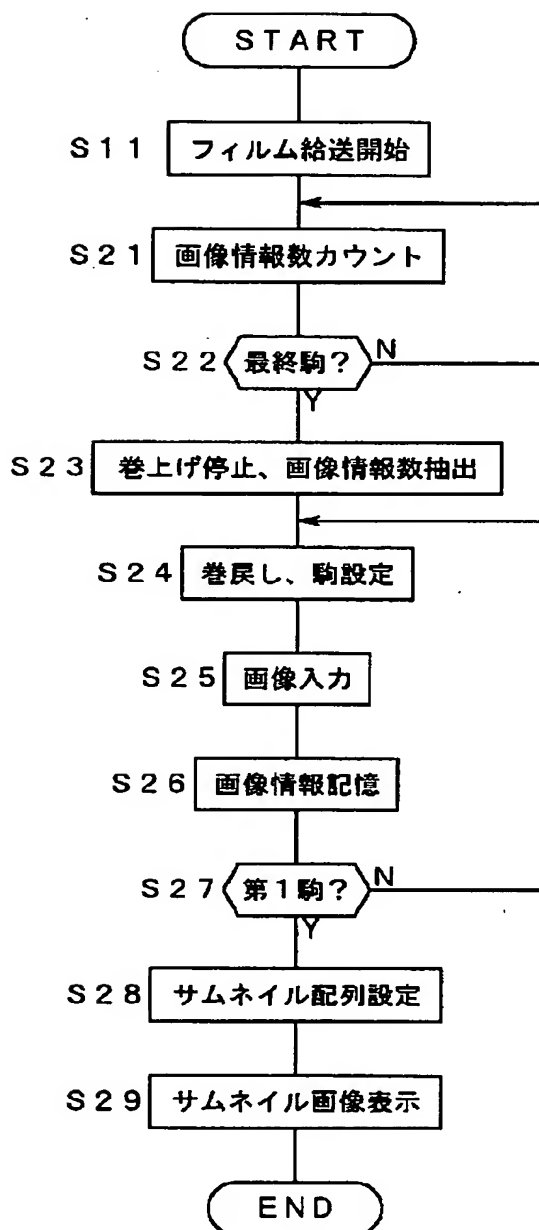 START
S11 フィルム給送開始
S21 画像情報数カウント
S22 最終駒? N
Y
S23 巻上げ停止、画像情報数抽出
S24 巻戻し、駒設定
S25 画像入力
S26 画像情報記憶
S27 第1駒? N
Y
S28 サムネイル配列設定
S29 サムネイル画像表示
END